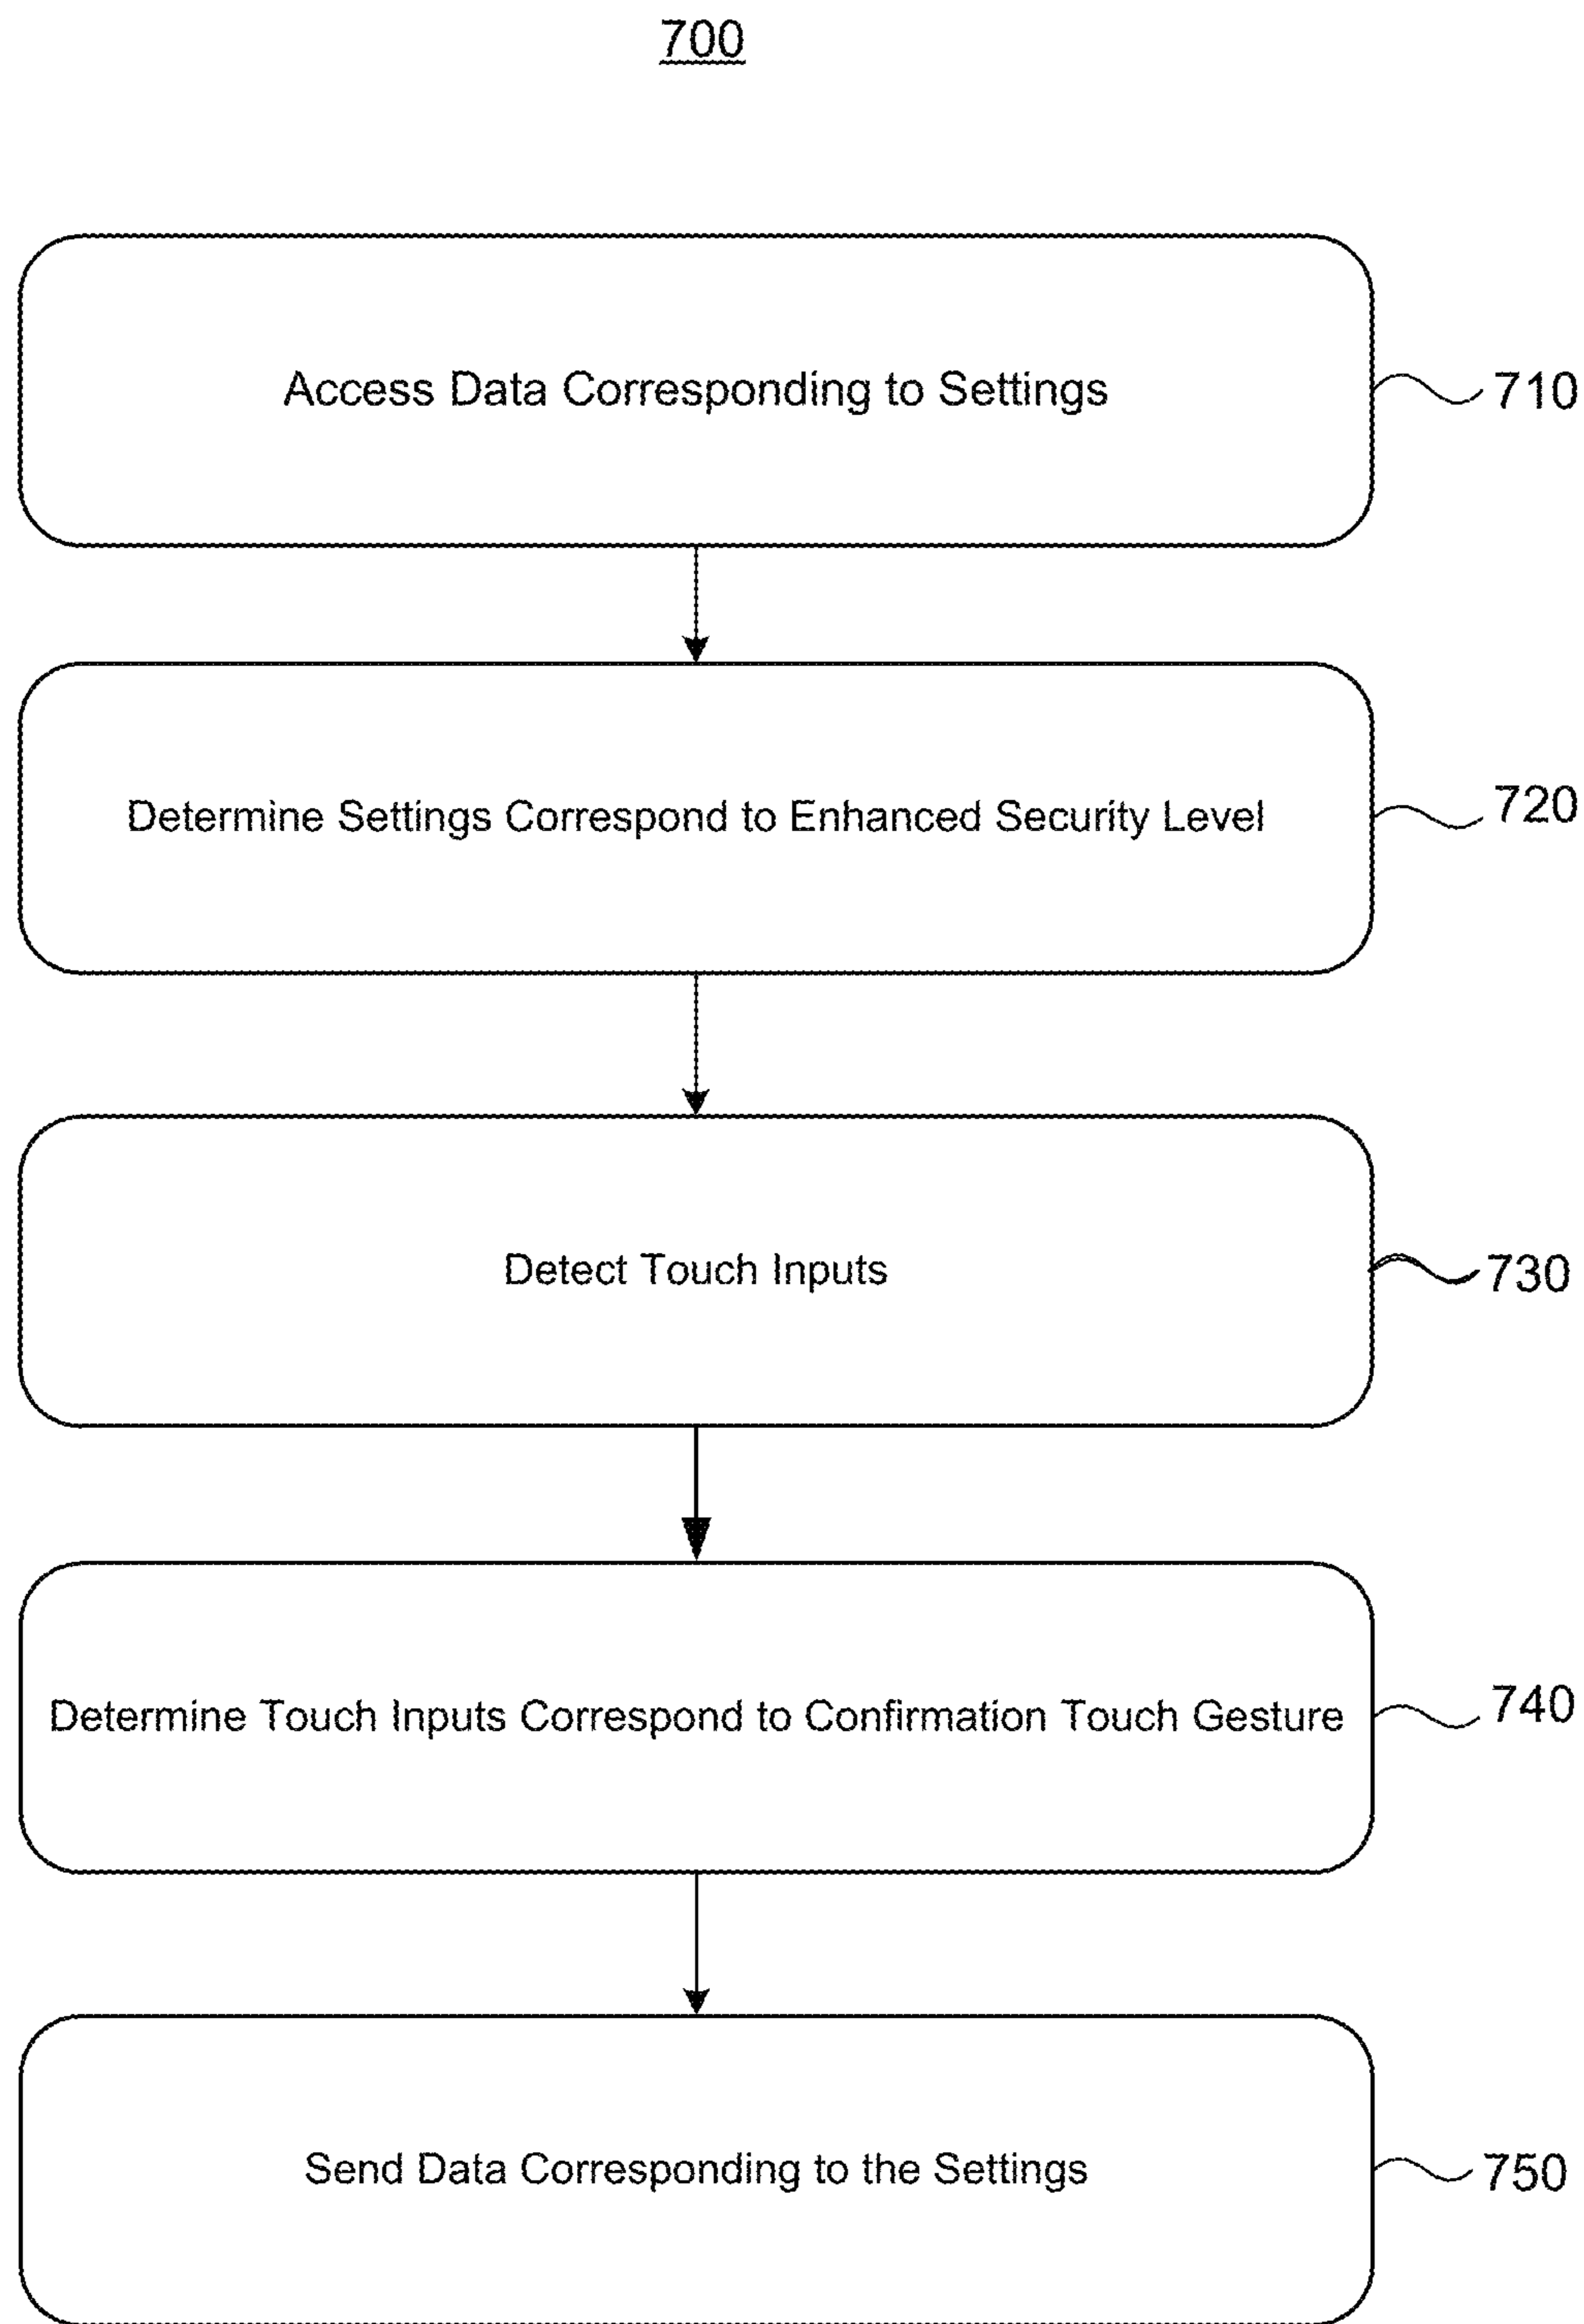 700
Access Data Corresponding to Settings
710
Determine Settings Correspond to Enhanced Security Level
720
Detect Touch Inputs
730
Determine Touch Inputs Correspond to Confirmation Touch Gesture
740
Send Data Corresponding to the Settings
750